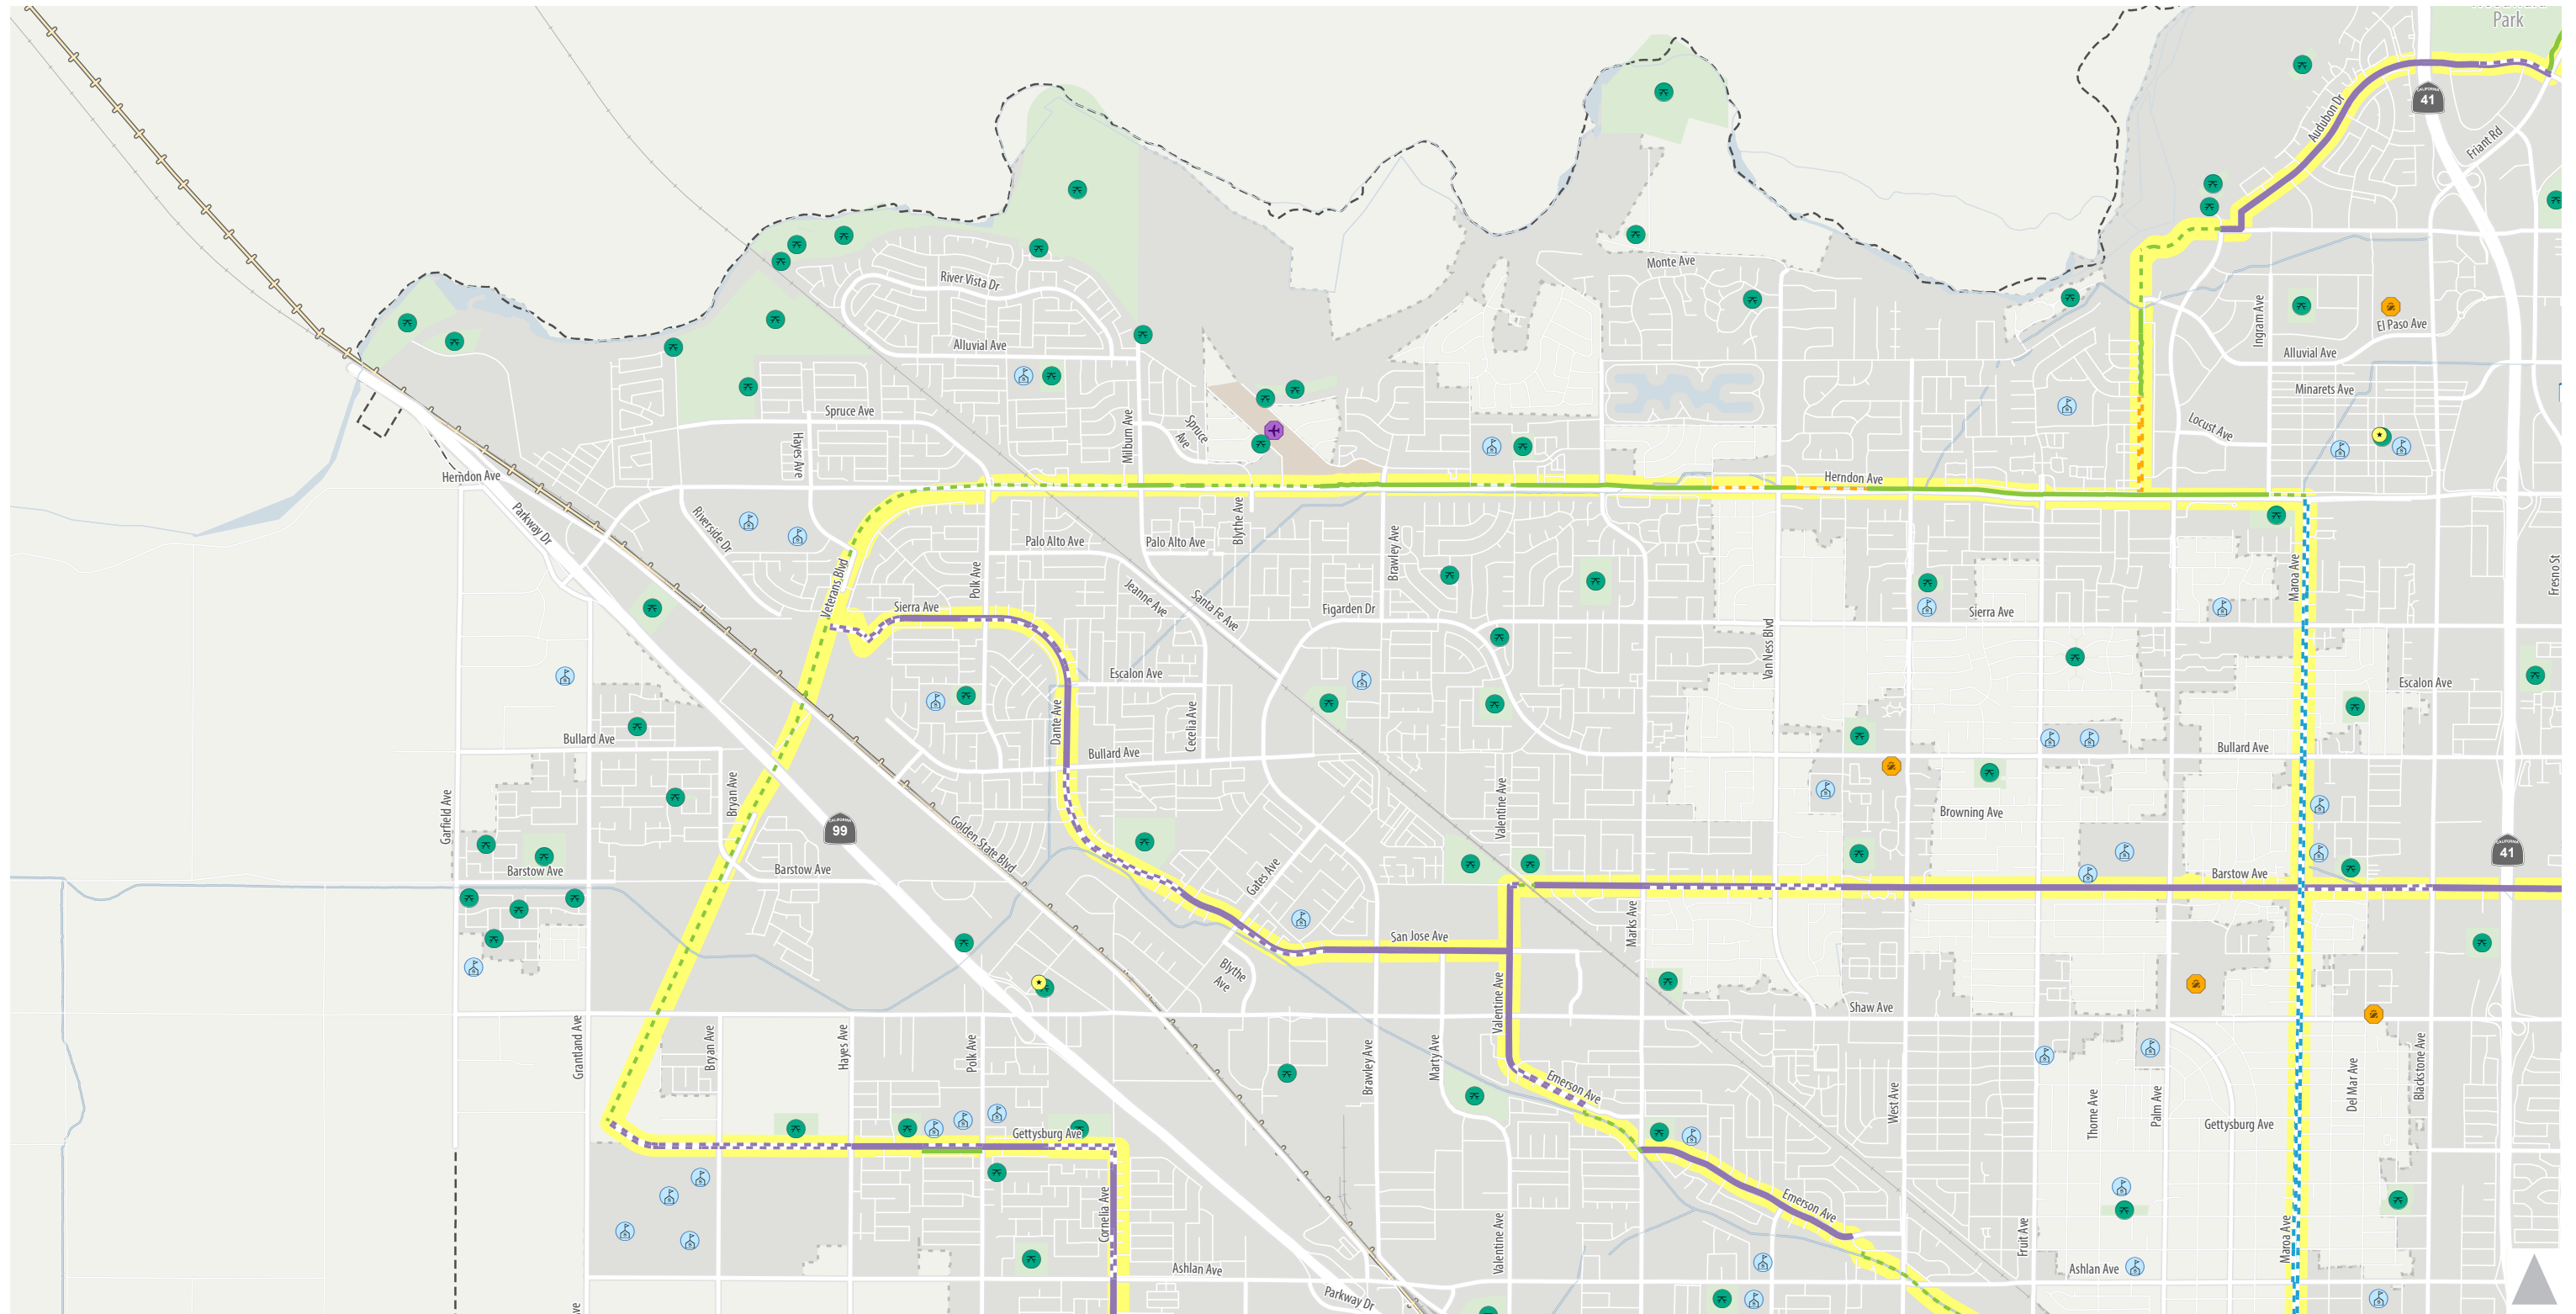 Park
CALIFORNIA
41
Audubon Dr
Friant Rd
Monte Ave
River Vista Dr
Ingram Ave
El Paso Ave
Alluvial Ave
Alluvial Ave
Minarets Ave
Spruce Ave
Milburn Ave
Spruce
Ave
Hayes Ave
Locust Ave
Herndon Ave
Herndon Ave
Parkway Dr
Riverside Dr
Blythe Ave
Palo Alto Ave
Palo Alto Ave
Brawley Ave
Maroa Ave
Fresno St
Veterans Blvd
Polk Ave
Jeanne Ave
Santa Fe Ave
Sierra Ave
Figarden Dr
Sierra Ave
Van Ness Blvd
Escalon Ave
Escalon Ave
Dante Ave
Cecelia Ave
Bullard Ave
Bullard Ave
Bullard Ave
Bryan Ave
Garfield Ave
Valentine Ave
Browning Ave
CALIFORNIA
99
Golden State Blvd
CALIFORNIA
41
Barstow Ave
Barstow Ave
Gates Ave
Barstow Ave
Marks Ave
San Jose Ave
Blythe
Ave
Valentine Ave
Shaw Ave
Grantland Ave
Bryan Ave
Hayes Ave
Polk Ave
Brawley Ave
Marty Ave
Emerson Ave
West Ave
Thorne Ave
Palm Ave
Del Mar Ave
Blackstone Ave
Gettysburg Ave
Gettysburg Ave
Cornelia Ave
Valentine Ave
Emerson Ave
Fruit Ave
Maroa Ave
Ashlan Ave
Ashlan Ave
Parkway Dr